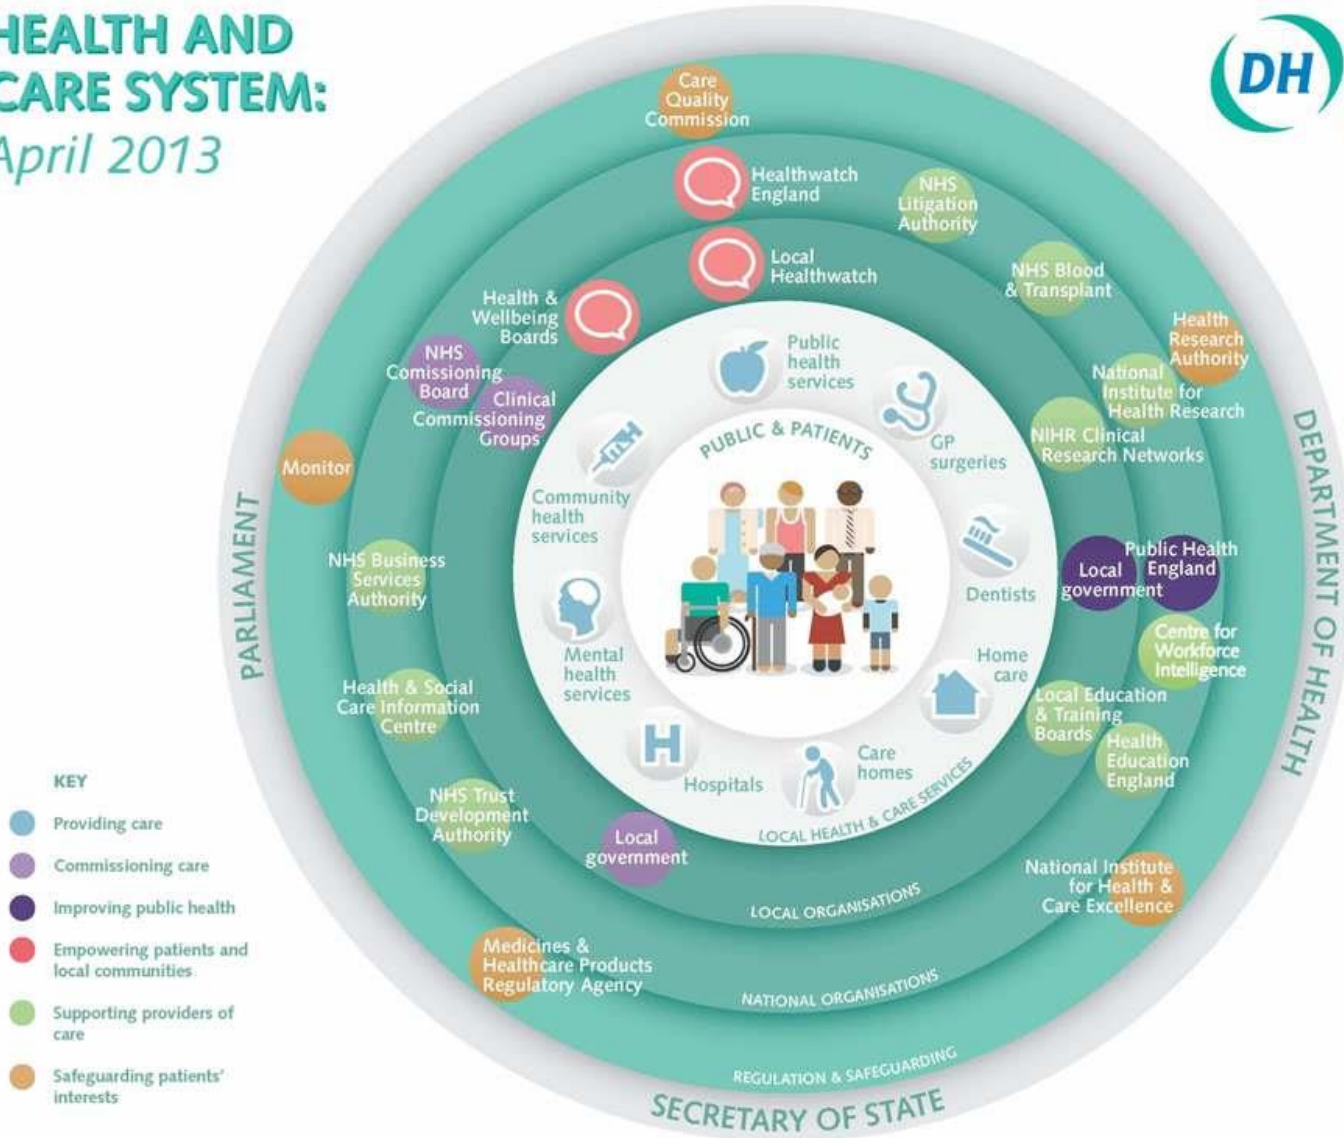 HEALTH AND
CARE SYSTEM:
April 2013
DH
Care
Quality
Commission
Healthwatch
England
NHS
Litigation
Authority
Local
Healthwatch
NHS Blood
& Transplant
Health &
Wellbeing
Boards
Health
Research
Authority
NHS
Comissioning
Board
Clinical
Commissioning
Groups
National
Institute for
Health Research
NIHR Clinical
Research Networks
Monitor
Public
health
services
GP
surgeries
PUBLIC & PATIENTS
Community
health
services
Dentists
Mental
health
services
Home
care
Hospitals
Care
homes
LOCAL HEALTH & CARE SERVICES
PARLIAMENT
DEPARTMENT OF HEALTH
NHS Business
Services
Authority
Public Health
England
Local
government
Centre for
Workforce
Intelligence
Health & Social
Care Information
Centre
Local Education
& Training
Boards
Health
Education
England
NHS Trust
Development
Authority
Local
government
National Institute
for Health &
Care Excellence
LOCAL ORGANISATIONS
Medicines &
Healthcare Products
Regulatory Agency
NATIONAL ORGANISATIONS
REGULATION & SAFEGUARDING
SECRETARY OF STATE
KEY
Providing care
Commissioning care
Improving public health
Empowering patients and
local communities
Supporting providers of
care
Safeguarding patients'
interests